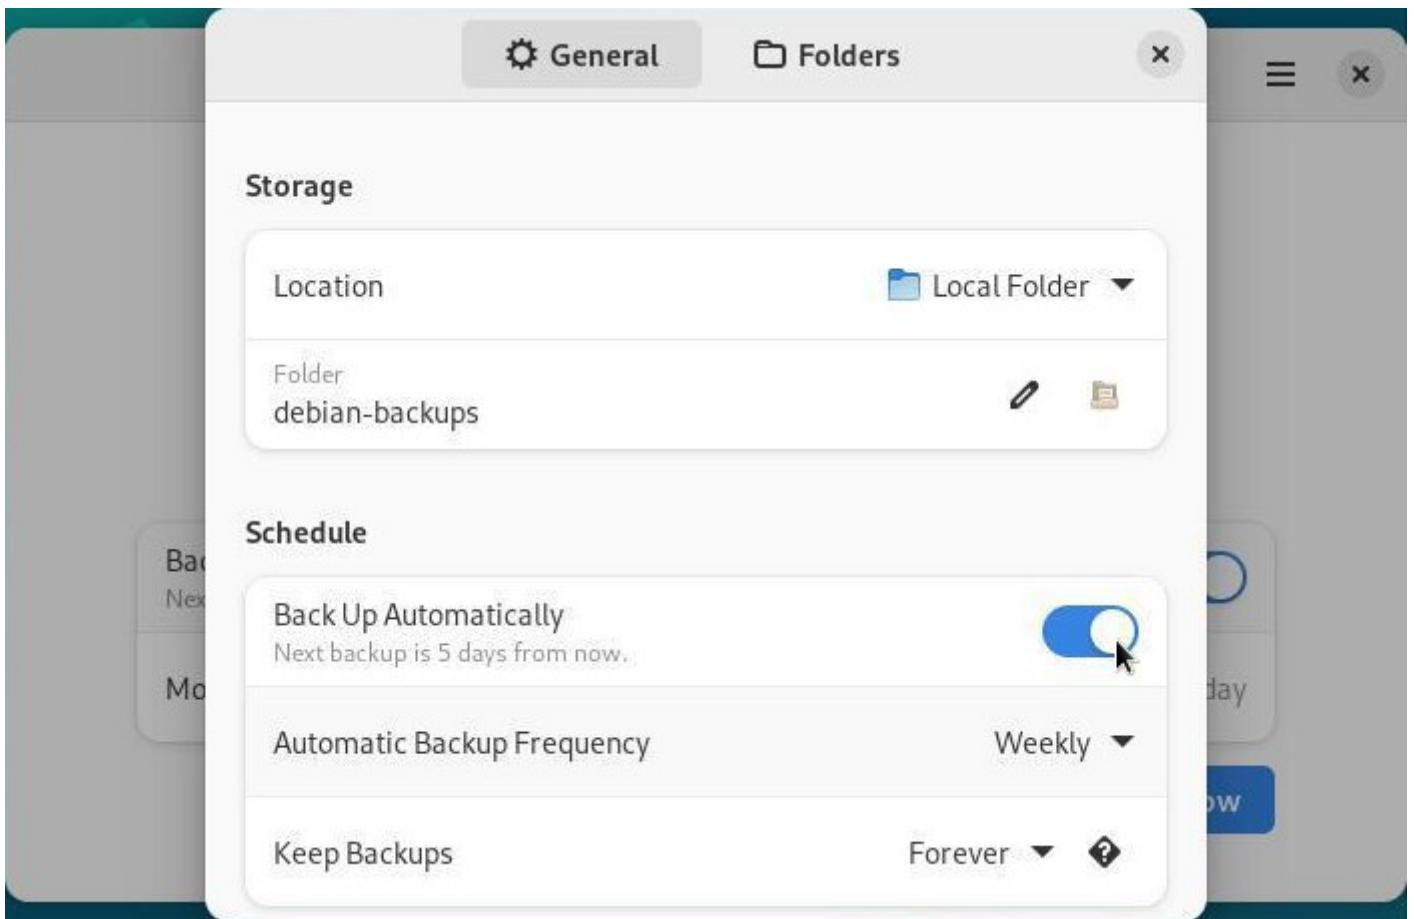 General
Folders
Storage
Location
Local Folder
Folder
debian-backups
Schedule
Back Up Automatically
Next backup is 5 days from now.
Automatic Backup Frequency
Weekly
Keep Backups
Forever